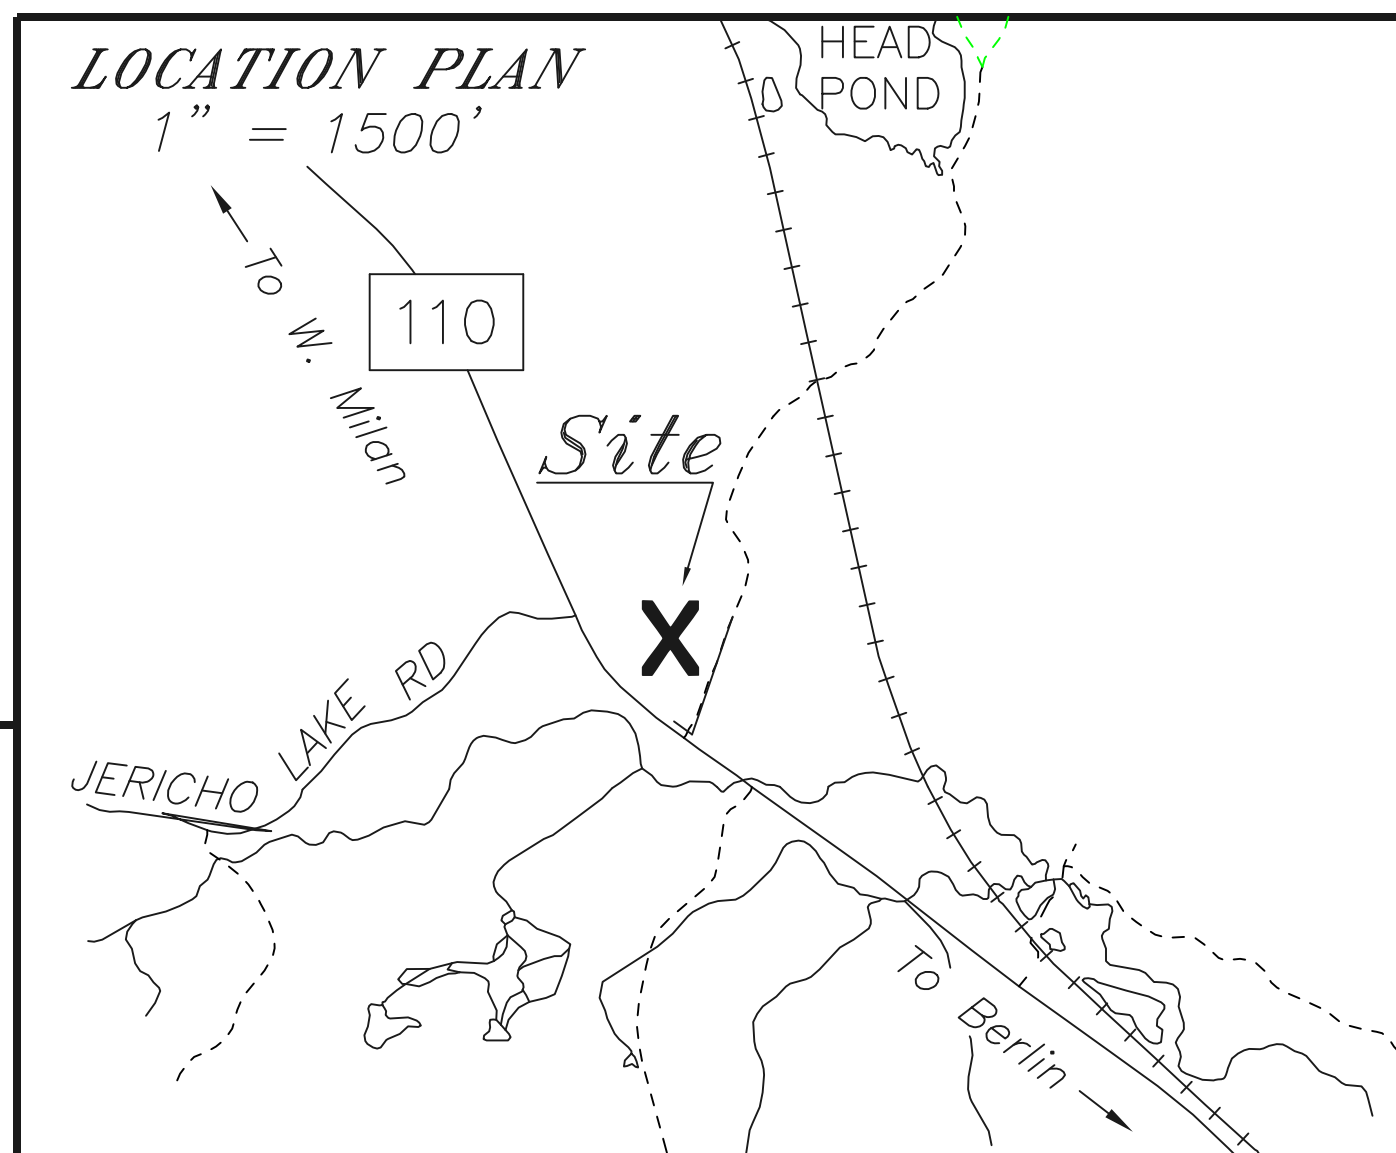 LOCATION PLAN
1" = 1500'
HEAD
POND
To W. Milan
110
Site
X
JERICHO LAKE RD
To Berlin